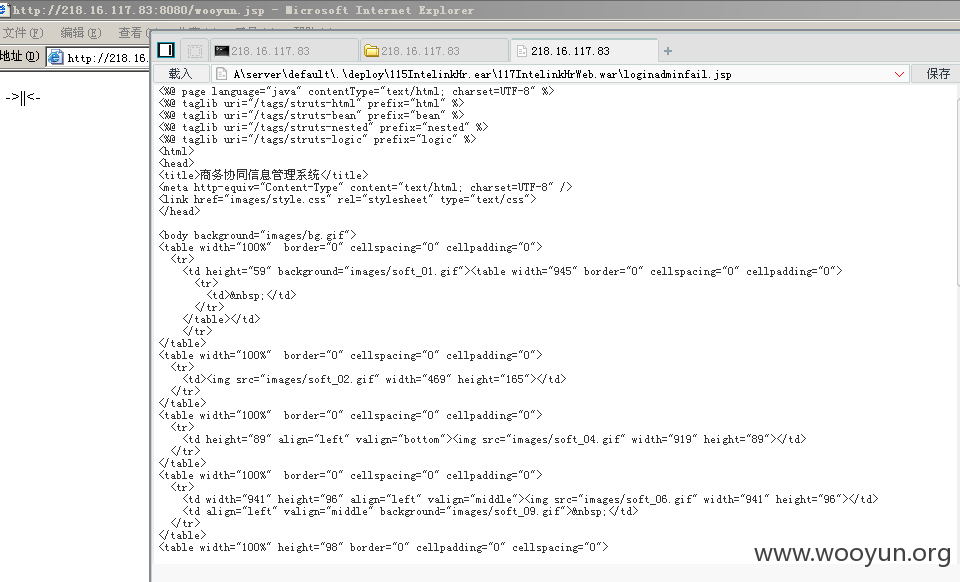 http://218.16.117.83:8080/wooyun.jsp - Microsoft Internet Explorer
文件(F) 编辑(E) 查看
地址(D) http://218.16.
->||<-
218.16.117.83 218.16.117.83 218.16.117.83 +
载入 A\server\default\.\deploy\115IntelinkHr.ear\117IntelinkHrWeb.war\loginadminfail.jsp 保存
<%@ page language="java" contentType="text/html; charset=UTF-8" %>
<%@ taglib uri="/tags/struts-html" prefix="html" %>
<%@ taglib uri="/tags/struts-bean" prefix="bean" %>
<%@ taglib uri="/tags/struts-nested" prefix="nested" %>
<%@ taglib uri="/tags/struts-logic" prefix="logic" %>
<html>
<head>
<title>商务协同信息管理系统</title>
<meta http-equiv="Content-Type" content="text/html; charset=UTF-8" />
<link href="images/style.css" rel="stylesheet" type="text/css">
</head>
<body background="images/bg.gif">
<table width="100%"  border="0" cellspacing="0" cellpadding="0">
<tr>
<td height="59" background="images/soft_01.gif"><table width="945" border="0" cellspacing="0" cellpadding="0">
<tr>
<td>&nbsp;</td>
</tr>
</table></td>
</tr>
</table>
<table width="100%"  border="0" cellspacing="0" cellpadding="0">
<tr>
<td><img src="images/soft_02.gif" width="469" height="165"></td>
</tr>
</table>
<table width="100%"  border="0" cellspacing="0" cellpadding="0">
<tr>
<td height="89" align="left" valign="bottom"><img src="images/soft_04.gif" width="919" height="89"></td>
</tr>
</table>
<table width="100%"  border="0" cellspacing="0" cellpadding="0">
<tr>
<td width="941" height="96" align="left" valign="middle"><img src="images/soft_06.gif" width="941" height="96"></td>
<td align="left" valign="middle" background="images/soft_09.gif">&nbsp;</td>
</tr>
</table>
<table width="100%" height="98" border="0" cellpadding="0" cellspacing="0">
www.wooyun.org